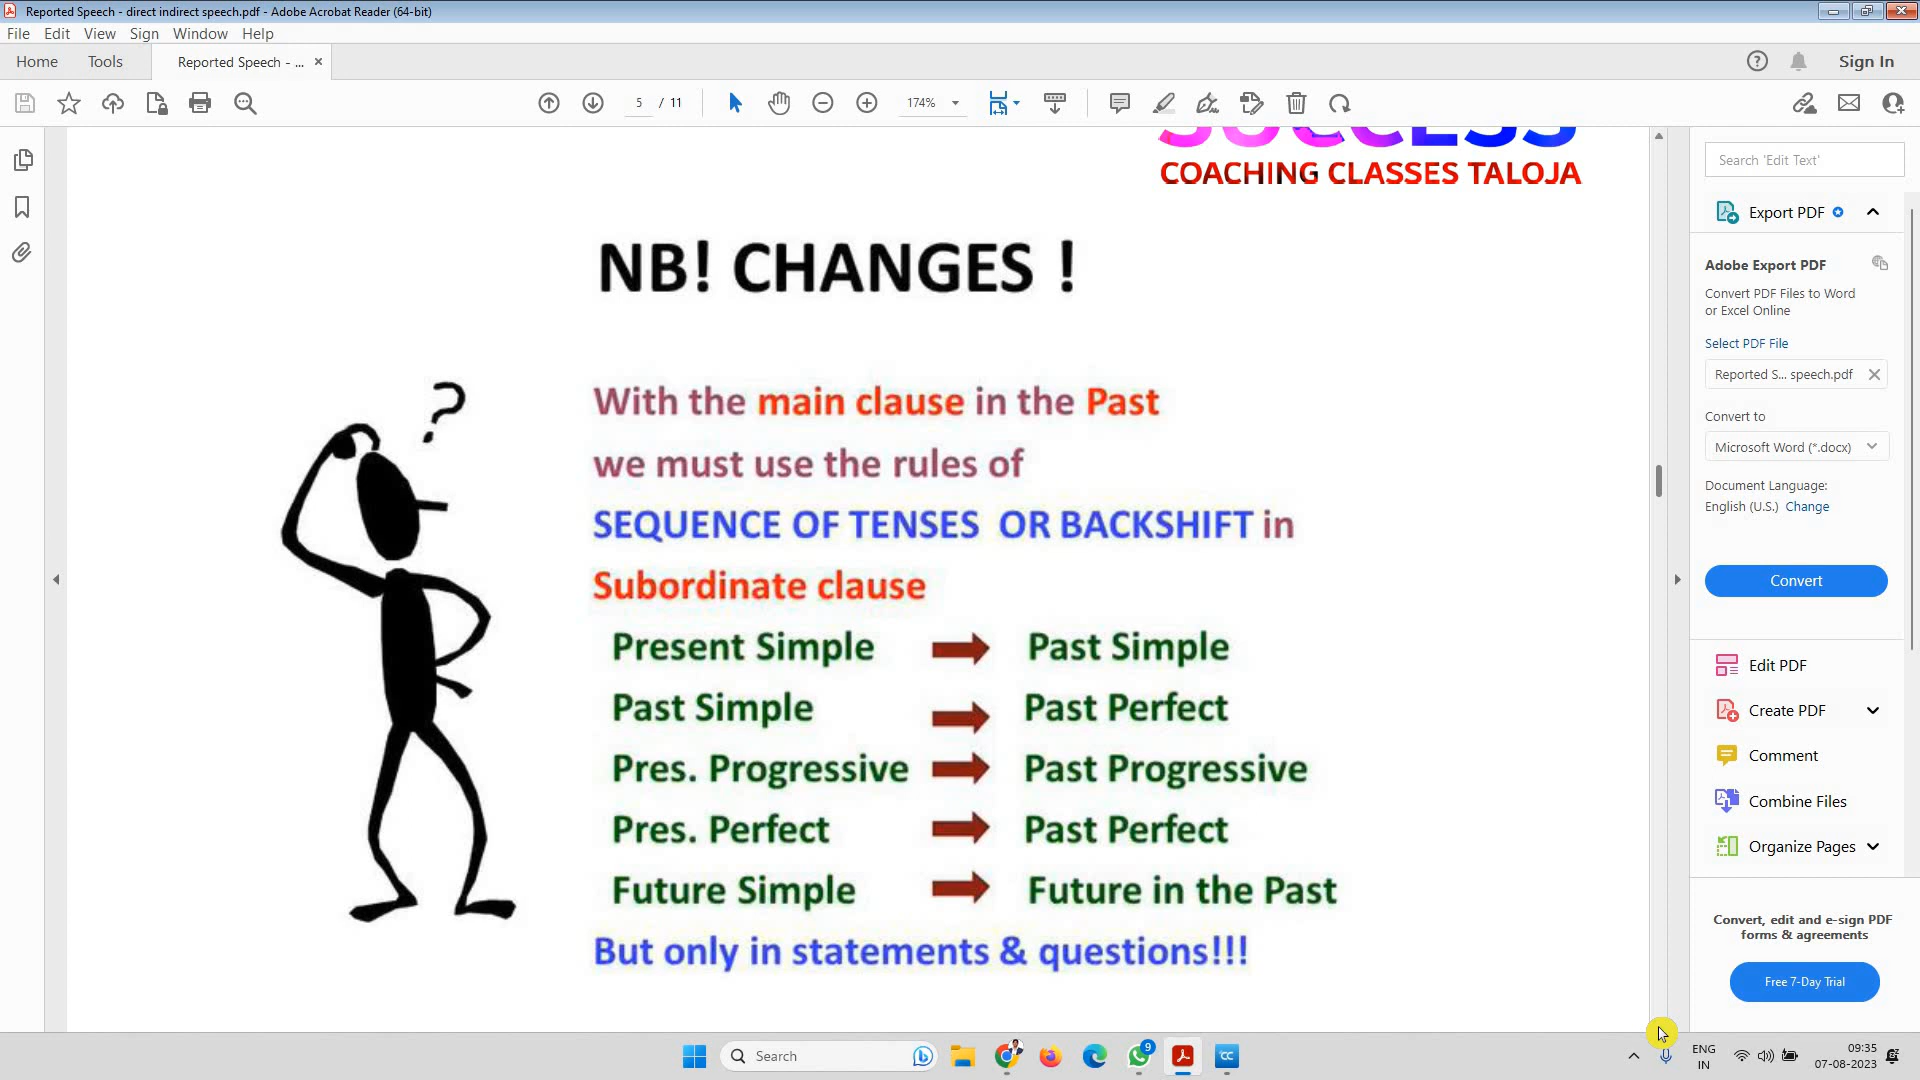 Reported Speech - direct indirect speech.pdf - Adobe Acrobat Reader (64-bit)
File Edit View Sign Window Help
Home Tools Reported Speech - ... × Sign In
5 / 11 174%
SUCCESS
COACHING CLASSES TALOJA
NB! CHANGES !
?
With the main clause in the Past
we must use the rules of
SEQUENCE OF TENSES OR BACKSHIFT in
Subordinate clause
Present Simple Past Simple
Past Simple Past Perfect
Pres. Progressive Past Progressive
Pres. Perfect Past Perfect
Future Simple Future in the Past
But only in statements & questions!!!
Search 'Edit Text'
Export PDF
Adobe Export PDF
Convert PDF Files to Word
or Excel Online
Select PDF File
Reported S... speech.pdf
Convert to
Microsoft Word (*.docx)
Document Language:
English (U.S.) Change
Convert
Edit PDF
Create PDF
Comment
Combine Files
Organize Pages
Convert, edit and e-sign PDF
forms & agreements
Free 7-Day Trial
Search
9
CC
ENG
IN
09:35
07-08-2023